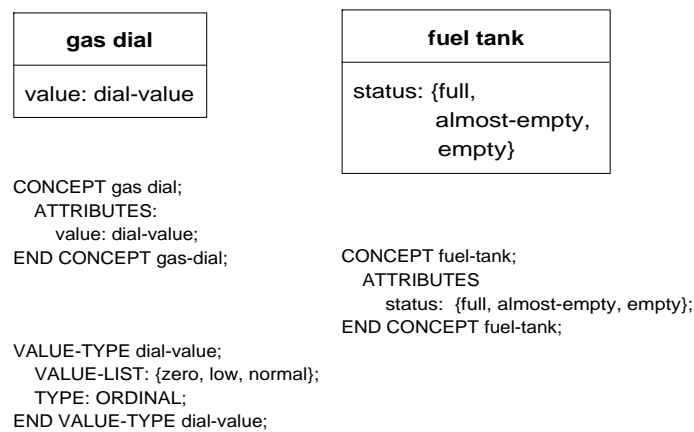 gas dial
value: dial-value
fuel tank
status: {full,
almost-empty,
empty}
CONCEPT gas dial;
ATTRIBUTES:
value: dial-value;
END CONCEPT gas-dial;
CONCEPT fuel-tank;
ATTRIBUTES
status: {full, almost-empty, empty};
END CONCEPT fuel-tank;
VALUE-TYPE dial-value;
VALUE-LIST: {zero, low, normal};
TYPE: ORDINAL;
END VALUE-TYPE dial-value;